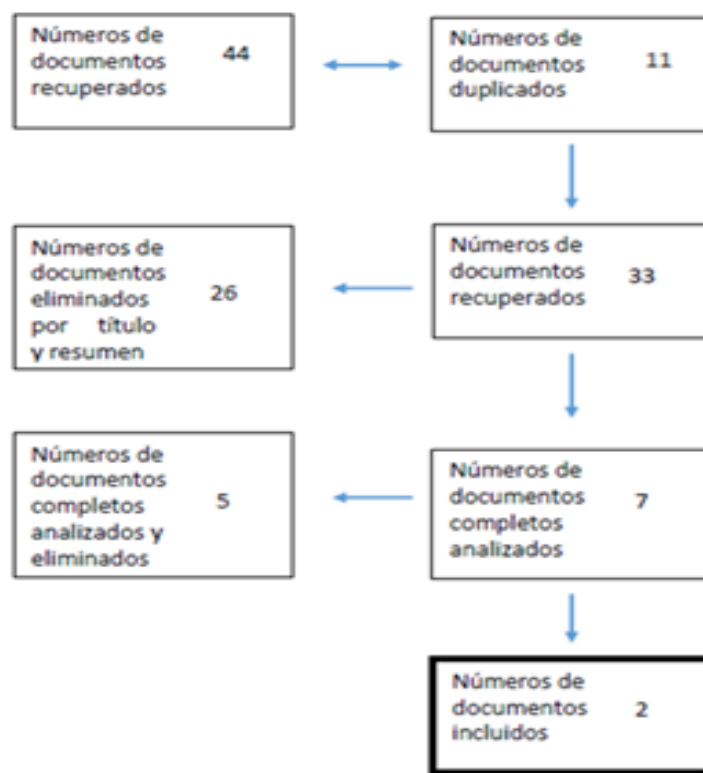 Números de
documentos 44
recuperados
Números de
documentos 11
duplicados
Números de
documentos
eliminados 26
por título
y resumen
Números de
documentos 33
recuperados
Números de
documentos
completos 5
analizados y
eliminados
Números de
documentos 7
completos
analizados
Números de
documentos 2
incluidos